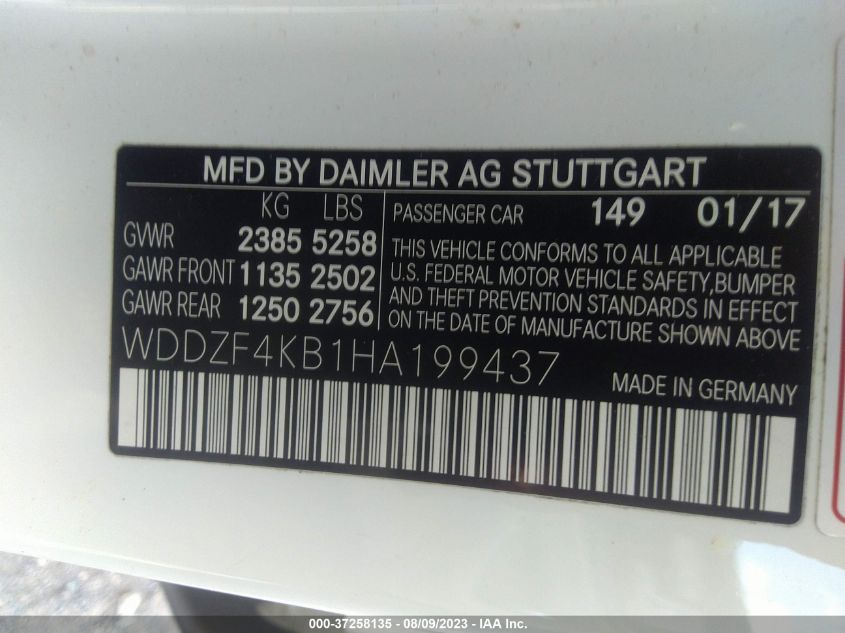 MFD BY DAIMLER AG STUTTGART
KG LBS
GVWR 2385 5258
GAWR FRONT 1135 2502
GAWR REAR 1250 2756
PASSENGER CAR 149 01/17
THIS VEHICLE CONFORMS TO ALL APPLICABLE
U.S. FEDERAL MOTOR VEHICLE SAFETY, BUMPER
AND THEFT PREVENTION STANDARDS IN EFFECT
ON THE DATE OF MANUFACTURE SHOWN ABOVE
WDDZF4KB1HA199437
MADE IN GERMANY
000-37258135 - 08/09/2023 - IAA Inc.